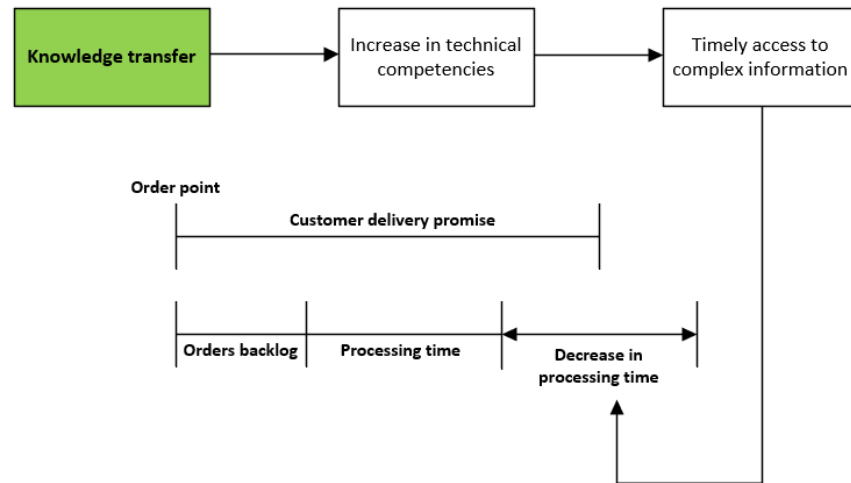 Knowledge transfer
Increase in technical
competencies
Timely access to
complex information
Order point
Customer delivery promise
Orders backlog
Processing time
Decrease in
processing time